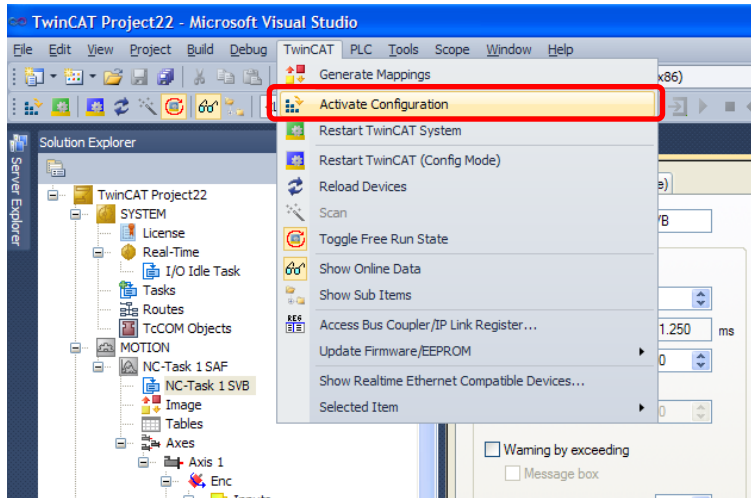 TwinCAT Project22 - Microsoft Visual Studio
File Edit View Project Build Debug TwinCAT PLC Tools Scope Window Help
Generate Mappings
x86)
Activate Configuration
Restart TwinCAT System
Solution Explorer
Server Explorer
Restart TwinCAT (Config Mode)
Reload Devices
e)
TwinCAT Project22
SYSTEM
Scan
License
Toggle Free Run State
Real-Time
I/O Idle Task
Show Online Data
Tasks
Show Sub Items
Routes
REG
Access Bus Coupler/IP Link Register...
1.250 ms
TcCOM Objects
MOTION
Update Firmware/EEPROM
0
NC-Task 1 SAF
NC-Task 1 SVB
Show Realtime Ethernet Compatible Devices...
Image
Selected Item
0
Tables
Axes
Warning by exceeding
Axis 1
Message box
Enc